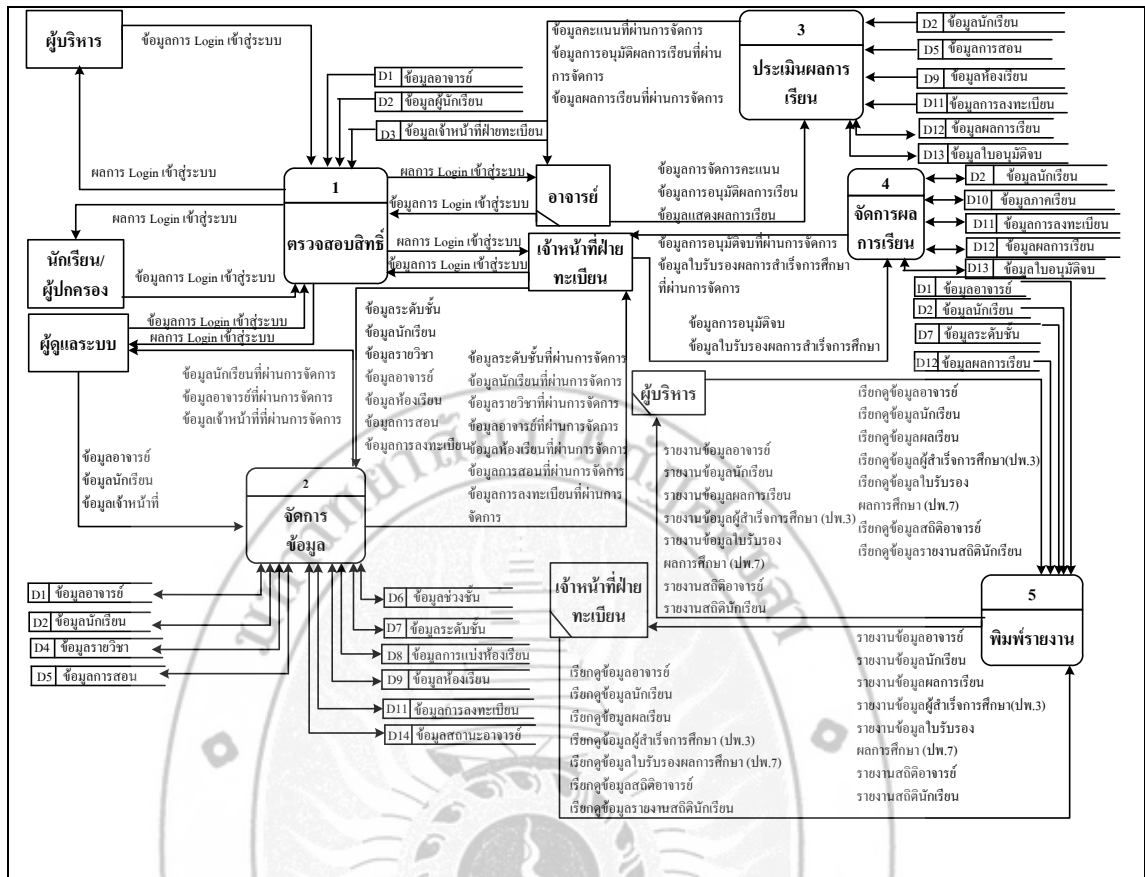 ผู้บริหาร
ข้อมูลการ Login เข้าสู่ระบบ
D1 ข้อมูลอาจารย์
D2 ข้อมูลผู้นักเรียน
D3 ข้อมูลเจ้าหน้าที่ฝ่ายทะเบียน
ผลการ Login เข้าสู่ระบบ
1
ตรวจสอบสิทธิ์
ผลการ Login เข้าสู่ระบบ
นักเรียน/
ผู้ปกครอง
ข้อมูลการ Login เข้าสู่ระบบ
ข้อมูลการ Login เข้าสู่ระบบ
ผลการ Login เข้าสู่ระบบ
ผู้ดูแลระบบ
ผลการ Login เข้าสู่ระบบ
ข้อมูลการ Login เข้าสู่ระบบ
ผลการ Login เข้าสู่ระบบ
ข้อมูลการ Login เข้าสู่ระบบ
อาจารย์
เจ้าหน้าที่ฝ่าย
ทะเบียน
ข้อมูลคะแนนที่ผ่านการจัดการ
ข้อมูลการอนุมัติผลการเรียนที่ผ่าน
การจัดการ
ข้อมูลผลการเรียนที่ผ่านการจัดการ
3
ประเมินผลการ
เรียน
D2 ข้อมูลนักเรียน
D5 ข้อมูลการสอน
D9 ข้อมูลห้องเรียน
D11 ข้อมูลการลงทะเบียน
D12 ข้อมูลผลการเรียน
D13 ข้อมูลใบอนุมัติจบ
ข้อมูลการจัดการคะแนน
ข้อมูลการอนุมัติผลการเรียน
ข้อมูลแสดงผลการเรียน
4
จัดการผล
การเรียน
D2 ข้อมูลนักเรียน
D10 ข้อมูลภาคเรียน
D11 ข้อมูลการลงทะเบียน
D12 ข้อมูลผลการเรียน
D13 ข้อมูลใบอนุมัติจบ
ข้อมูลการอนุมัติจบที่ผ่านการจัดการ
ข้อมูลใบรับรองผลการสำเร็จการศึกษา
ที่ผ่านการจัดการ
ข้อมูลการอนุมัติจบ
ข้อมูลใบรับรองผลการสำเร็จการศึกษา
D1 ข้อมูลอาจารย์
D2 ข้อมูลนักเรียน
D7 ข้อมูลระดับชั้น
D12 ข้อมูลผลการเรียน
ข้อมูลนักเรียนที่ผ่านการจัดการ
ข้อมูลอาจารย์ที่ผ่านการจัดการ
ข้อมูลเจ้าหน้าที่ที่ผ่านการจัดการ
ข้อมูลระดับชั้น
ข้อมูลนักเรียน
ข้อมูลรายวิชา
ข้อมูลอาจารย์
ข้อมูลห้องเรียน
ข้อมูลการสอน
ข้อมูลการลงทะเบียน
ข้อมูลระดับชั้นที่ผ่านการจัดการ
ข้อมูลนักเรียนที่ผ่านการจัดการ
ข้อมูลรายวิชาที่ผ่านการจัดการ
ข้อมูลอาจารย์ที่ผ่านการจัดการ
ข้อมูลห้องเรียนที่ผ่านการจัดการ
ข้อมูลการสอนที่ผ่านการจัดการ
ข้อมูลการลงทะเบียนที่ผ่านการ
จัดการ
ข้อมูลอาจารย์
ข้อมูลนักเรียน
ข้อมูลเจ้าหน้าที่
2
จัดการ
ข้อมูล
D1 ข้อมูลอาจารย์
D2 ข้อมูลนักเรียน
D4 ข้อมูลรายวิชา
D5 ข้อมูลการสอน
D6 ข้อมูลช่วงชั้น
D7 ข้อมูลระดับชั้น
D8 ข้อมูลการแบ่งห้องเรียน
D9 ข้อมูลห้องเรียน
D11 ข้อมูลการลงทะเบียน
D14 ข้อมูลสถานะอาจารย์
ผู้บริหาร
รายงานข้อมูลอาจารย์
รายงานข้อมูลนักเรียน
รายงานข้อมูลผลการเรียน
รายงานข้อมูลผู้สำเร็จการศึกษา (ปพ.3)
รายงานข้อมูลใบรับรอง
ผลการศึกษา (ปพ.7)
รายงานสถิติอาจารย์
รายงานสถิตินักเรียน
เรียกดูข้อมูลอาจารย์
เรียกดูข้อมูลนักเรียน
เรียกดูข้อมูลผลเรียน
เรียกดูข้อมูลผู้สำเร็จการศึกษา(ปพ.3)
เรียกดูข้อมูลใบรับรอง
ผลการศึกษา (ปพ.7)
เรียกดูข้อมูลสถิติอาจารย์
เรียกดูข้อมูลรายงานสถิตินักเรียน
เจ้าหน้าที่ฝ่าย
ทะเบียน
5
พิมพ์รายงาน
เรียกดูข้อมูลอาจารย์
เรียกดูข้อมูลนักเรียน
เรียกดูข้อมูลผลเรียน
เรียกดูข้อมูลผู้สำเร็จการศึกษา (ปพ.3)
เรียกดูข้อมูลใบรับรองผลการศึกษา (ปพ.7)
เรียกดูข้อมูลสถิติอาจารย์
เรียกดูข้อมูลรายงานสถิตินักเรียน
รายงานข้อมูลอาจารย์
รายงานข้อมูลนักเรียน
รายงานข้อมูลผลการเรียน
รายงานข้อมูลผู้สำเร็จการศึกษา(ปพ.3)
รายงานข้อมูลใบรับรอง
ผลการศึกษา (ปพ.7)
รายงานสถิติอาจารย์
รายงานสถิตินักเรียน